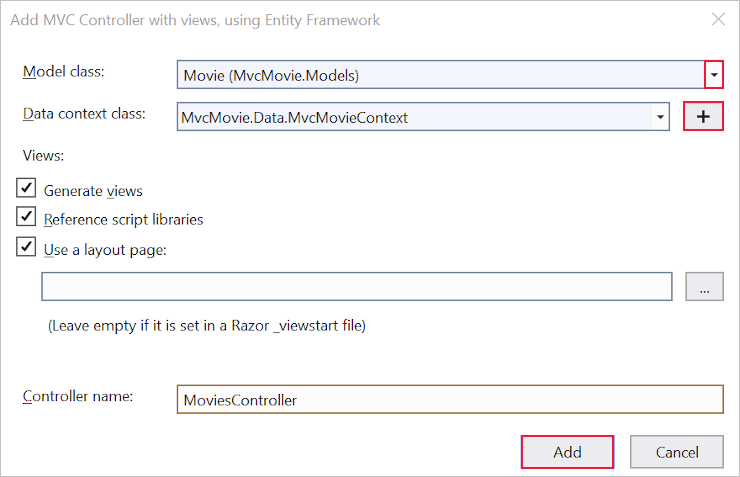 Add MVC Controller with views, using Entity Framework
Model class: Movie (MvcMovie.Models)
Data context class: MvcMovie.Data.MvcMovieContext +
Views:
Generate views
Reference script libraries
Use a layout page:
...
(Leave empty if it is set in a Razor _viewstart file)
Controller name: MoviesController
Add Cancel